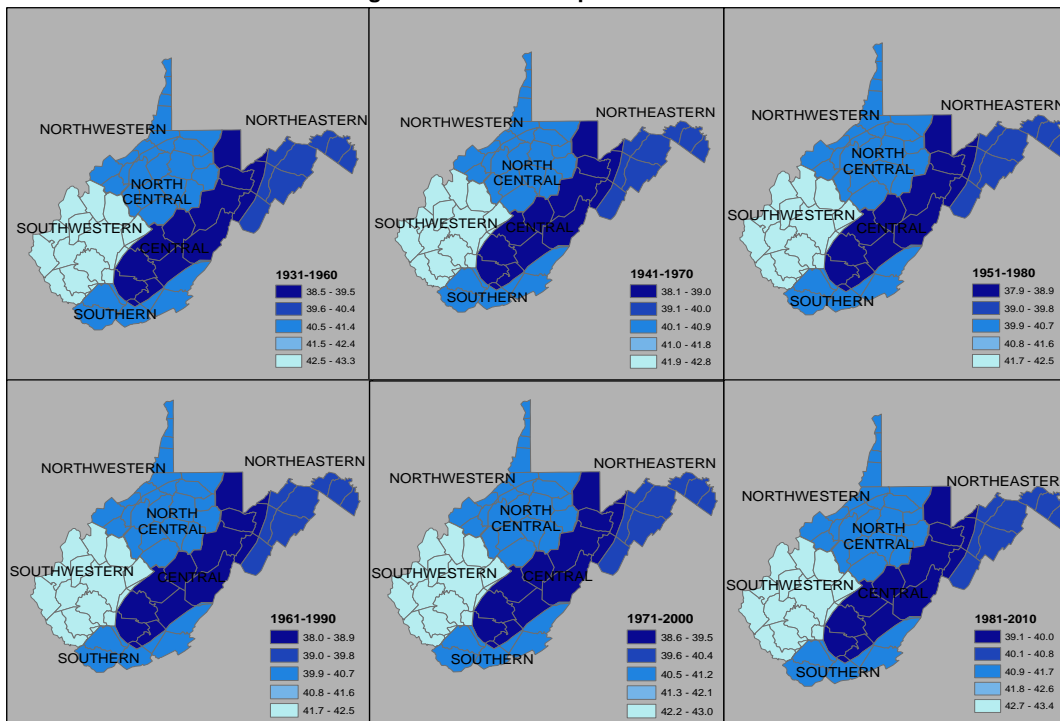 NORTHWESTERN
NORTHEASTERN
NORTH
CENTRAL
SOUTHWESTERN
CENTRAL
SOUTHERN
1931-1960
38.5 - 39.5
39.6 - 40.4
40.5 - 41.4
41.5 - 42.4
42.5 - 43.3
NORTHWESTERN
NORTHEASTERN
NORTH
CENTRAL
SOUTHWESTERN
CENTRAL
SOUTHERN
1941-1970
38.1 - 39.0
39.1 - 40.0
40.1 - 40.9
41.0 - 41.8
41.9 - 42.8
NORTHWESTERN
NORTHEASTERN
NORTH
CENTRAL
SOUTHWESTERN
CENTRAL
SOUTHERN
1951-1980
37.9 - 38.9
39.0 - 39.8
39.9 - 40.7
40.8 - 41.6
41.7 - 42.5
NORTHWESTERN
NORTHEASTERN
NORTH
CENTRAL
SOUTHWESTERN
CENTRAL
SOUTHERN
1961-1990
38.0 - 38.9
39.0 - 39.8
39.9 - 40.7
40.8 - 41.6
41.7 - 42.5
NORTHWESTERN
NORTHEASTERN
NORTH
CENTRAL
SOUTHWESTERN
CENTRAL
SOUTHERN
1971-2000
38.6 - 39.5
39.6 - 40.4
40.5 - 41.2
41.3 - 42.1
42.2 - 43.0
NORTHWESTERN
NORTHEASTERN
NORTH
CENTRAL
SOUTHWESTERN
CENTRAL
SOUTHERN
1981-2010
39.1 - 40.0
40.1 - 40.8
40.9 - 41.7
41.8 - 42.6
42.7 - 43.4